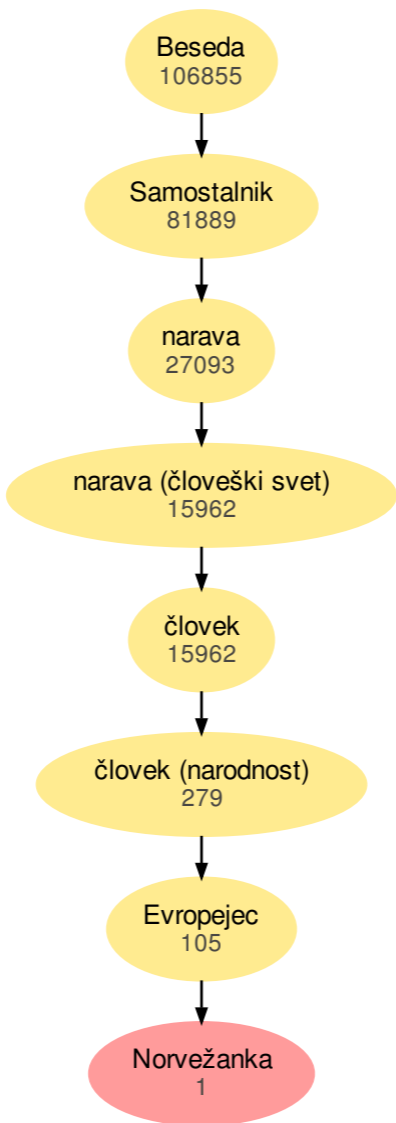 Beseda
106855
Samostalnik
81889
narava
27093
narava (človeški svet)
15962
človek
15962
človek (narodnost)
279
Evropejec
105
Norvežanka
1